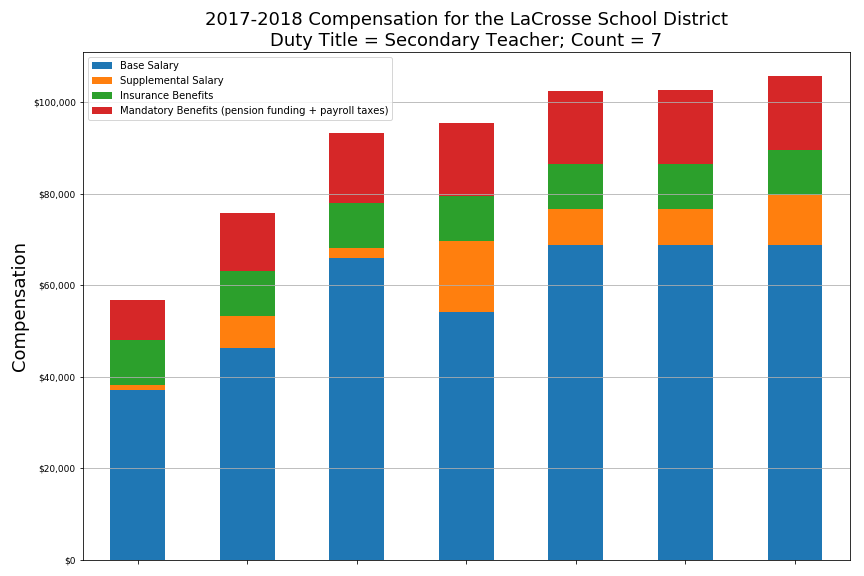 2017-2018 Compensation for the LaCrosse School District
Duty Title = Secondary Teacher; Count = 7
Base Salary
Supplemental Salary
Insurance Benefits
Mandatory Benefits (pension funding + payroll taxes)
Compensation
$100,000
$80,000
$60,000
$40,000
$20,000
$0